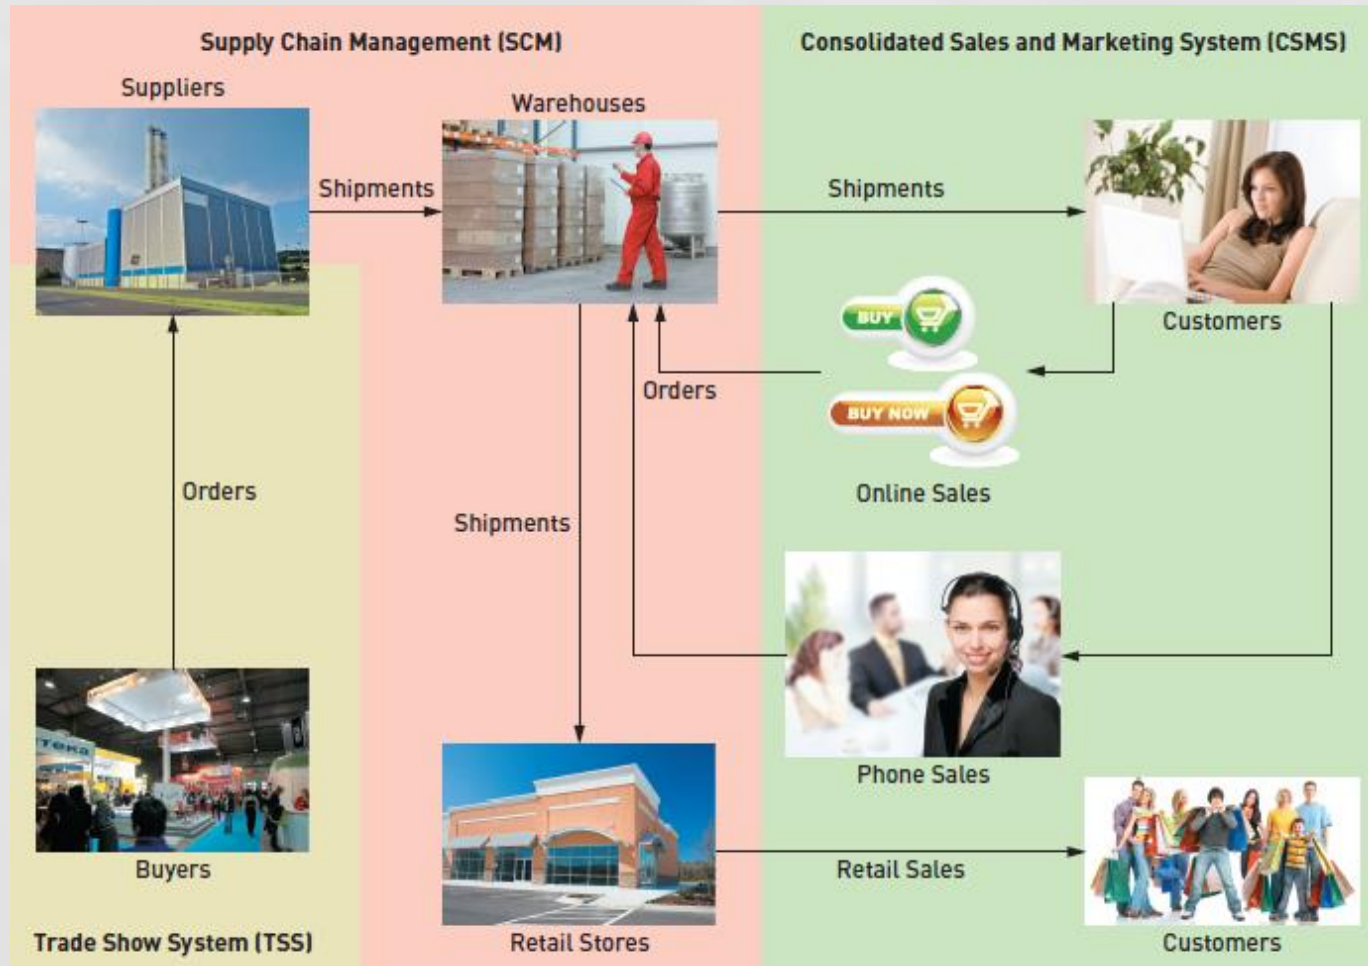 Supply Chain Management (SCM)
Consolidated Sales and Marketing System (CSMS)
Suppliers
Warehouses
Shipments
Shipments
Customers
BUY
Orders
BUY NOW
Online Sales
Orders
Shipments
Phone Sales
Retail Sales
Buyers
Trade Show System (TSS)
Retail Stores
Customers